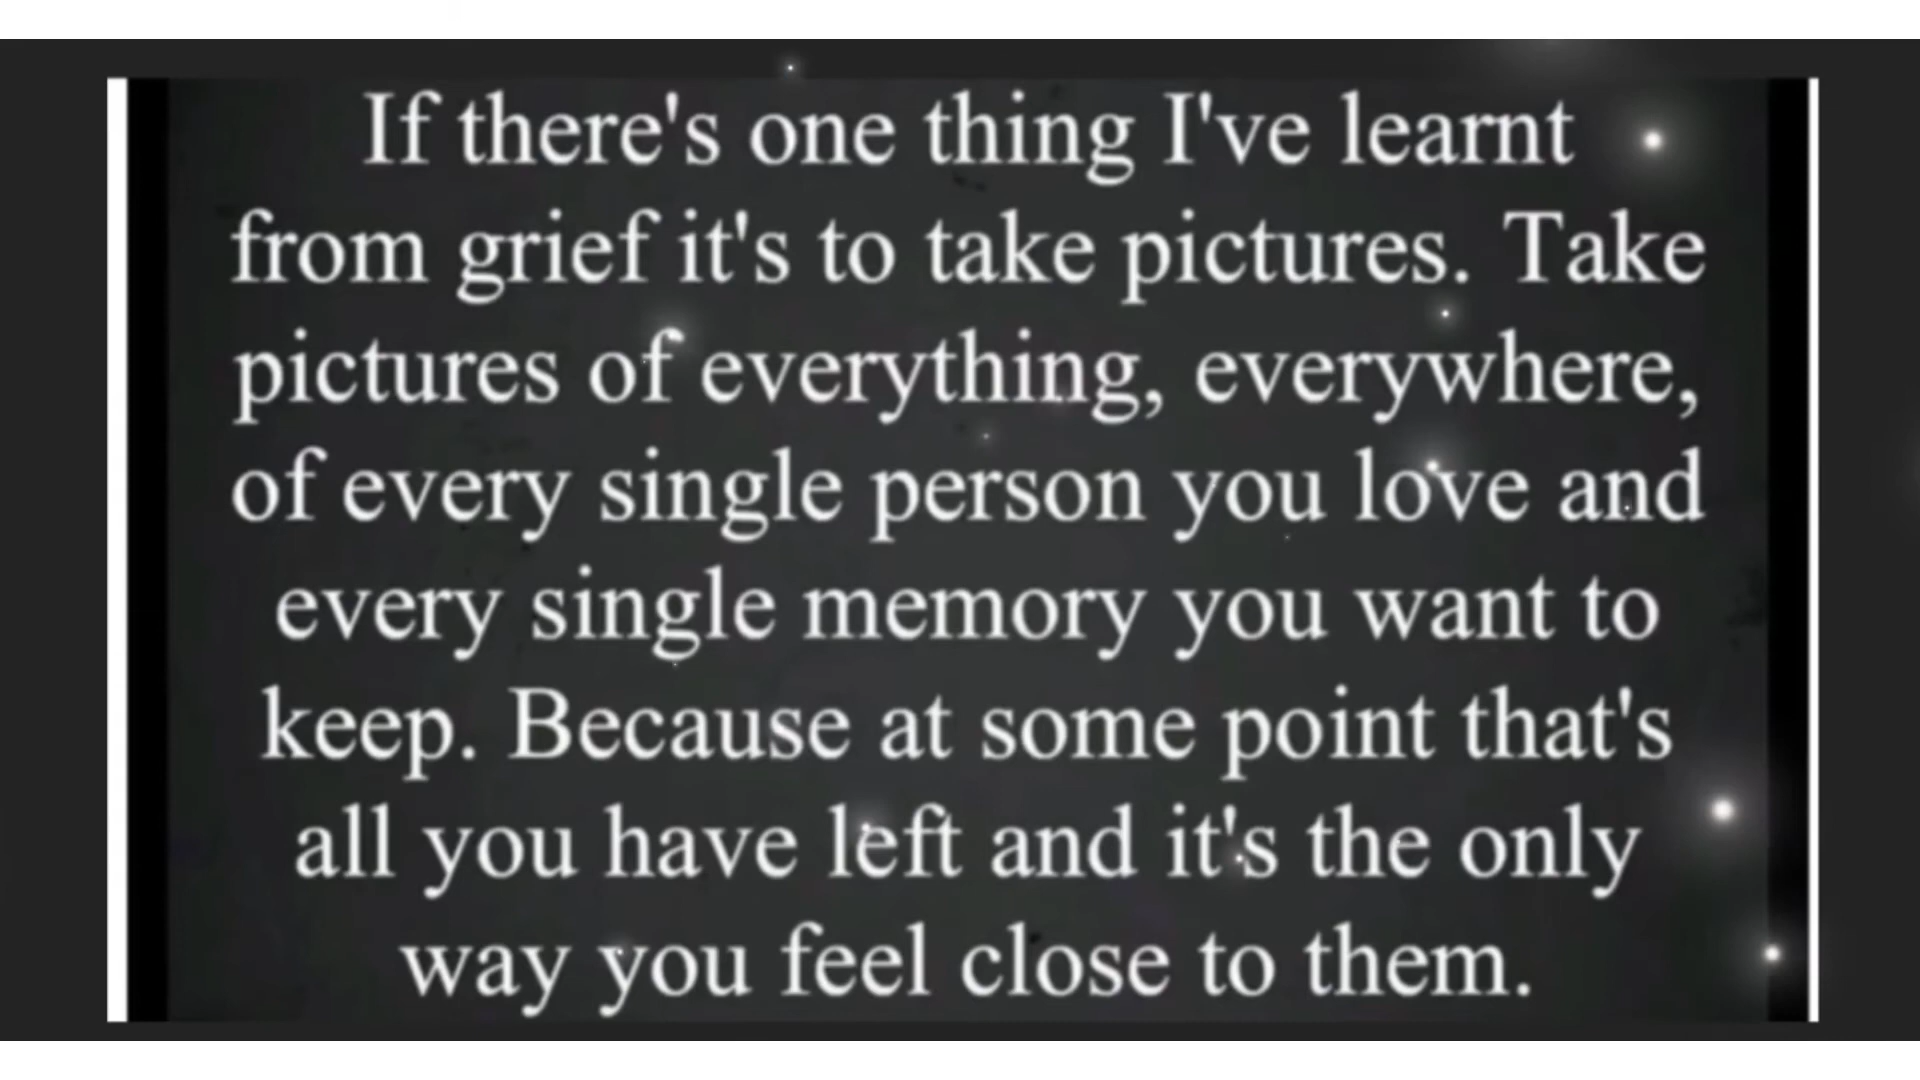 If there's one thing I've learnt
from grief it's to take pictures. Take
pictures of everything, everywhere,
of every single person you love and
every single memory you want to
keep. Because at some point that's
all you have left and it's the only
way you feel close to them.